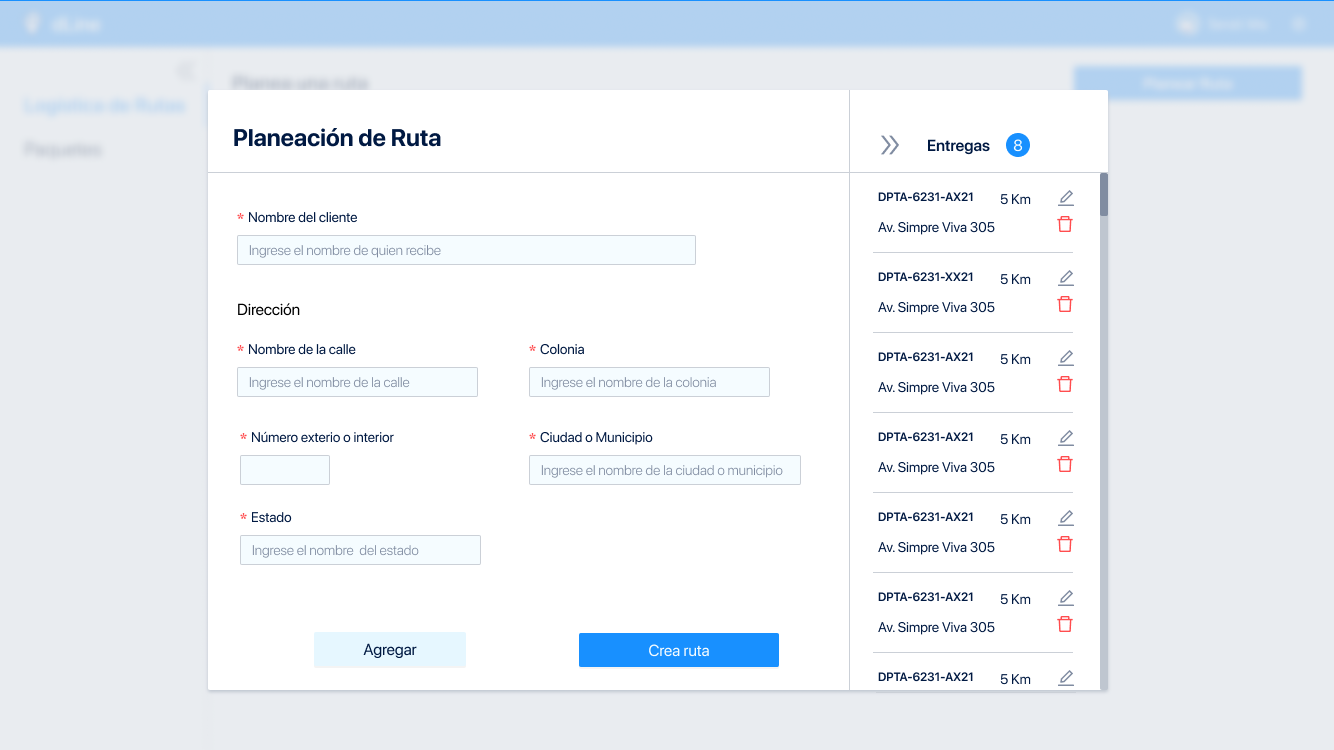 Logística de Rutas
Paquetes
Planea una ruta
Planear Ruta
Planeación de Ruta
* Nombre del cliente
Ingrese el nombre de quien recibe
Dirección
* Nombre de la calle
Ingrese el nombre de la calle
* Colonia
Ingrese el nombre de la colonia
* Número exterio o interior
* Ciudad o Municipio
Ingrese el nombre de la ciudad o municipio
* Estado
Ingrese el nombre  del estado
Agregar
Crea ruta
Entregas 8
DPTA-6231-AX21 5 Km
Av. Simpre Viva 305
DPTA-6231-XX21 5 Km
Av. Simpre Viva 305
DPTA-6231-AX21 5 Km
Av. Simpre Viva 305
DPTA-6231-AX21 5 Km
Av. Simpre Viva 305
DPTA-6231-AX21 5 Km
Av. Simpre Viva 305
DPTA-6231-AX21 5 Km
Av. Simpre Viva 305
DPTA-6231-AX21 5 Km